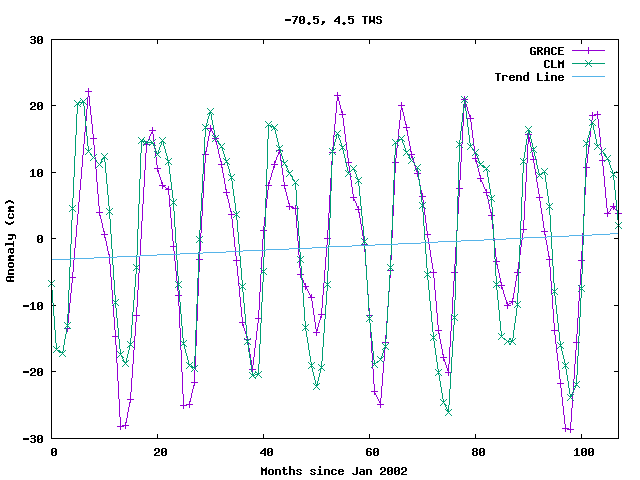 -70.5, 4.5 TWS
GRACE
CLM
Trend Line
30
20
10
0
-10
-20
-30
Anomaly (cm)
0 20 40 60 80 100
Months since Jan 2002